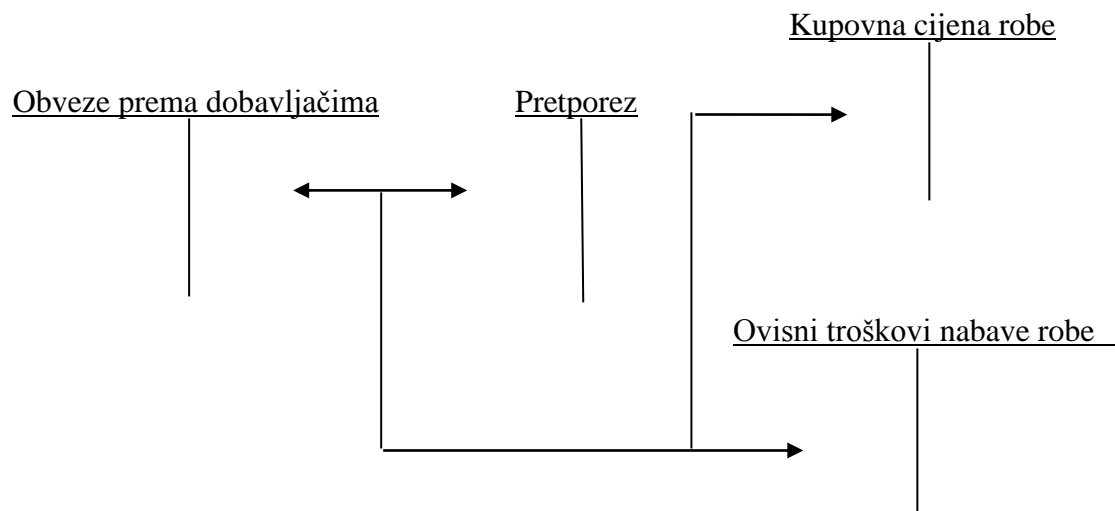 Kupovna cijena robe
Obveze prema dobavljačima
Pretporez
Ovisni troškovi nabave robe